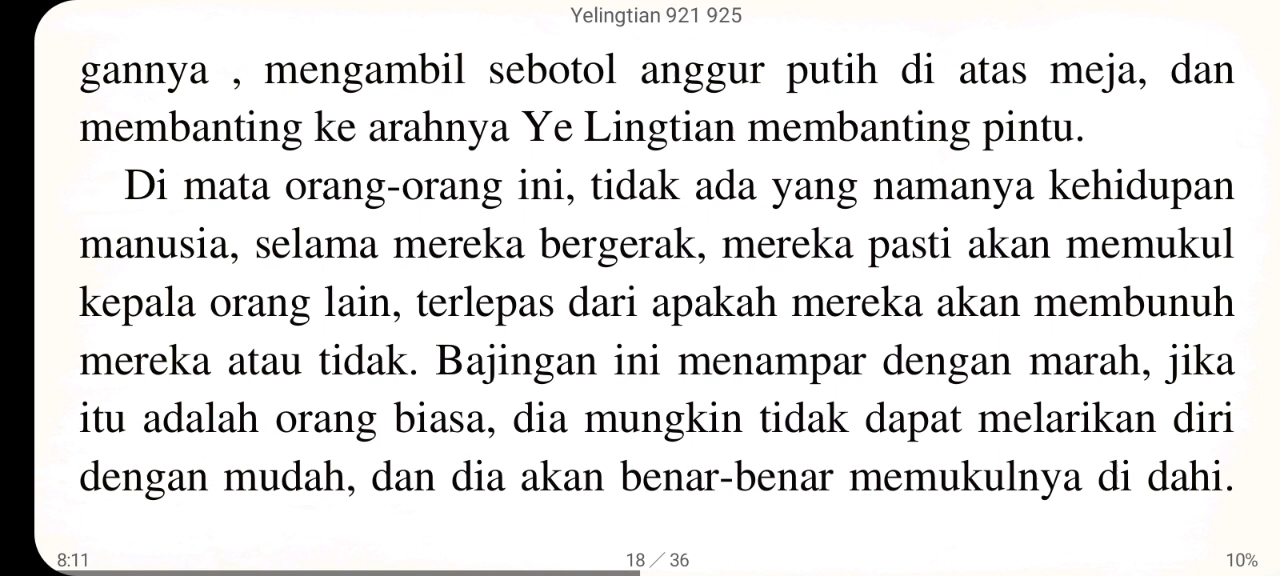 Yelingtian 921 925
gannya , mengambil sebotol anggur putih di atas meja, dan
membanting ke arahnya Ye Lingtian membanting pintu.
Di mata orang-orang ini, tidak ada yang namanya kehidupan
manusia, selama mereka bergerak, mereka pasti akan memukul
kepala orang lain, terlepas dari apakah mereka akan membunuh
mereka atau tidak. Bajingan ini menampar dengan marah, jika
itu adalah orang biasa, dia mungkin tidak dapat melarikan diri
dengan mudah, dan dia akan benar-benar memukulnya di dahi.
8:11
18 / 36
10%